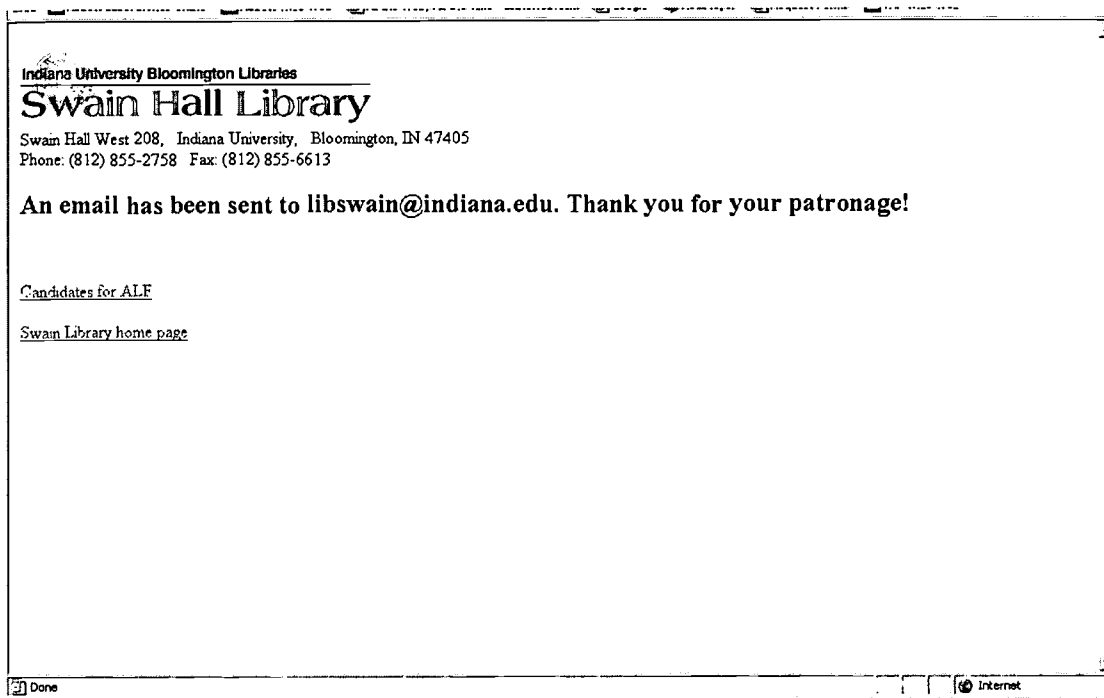 Indiana University Bloomington Libraries
Swain Hall Library
Swain Hall West 208, Indiana University, Bloomington, IN 47405
Phone: (812) 855-2758 Fax: (812) 855-6613
An email has been sent to libswain@indiana.edu. Thank you for your patronage!
Candidates for ALF
Swain Library home page
Done
Internet